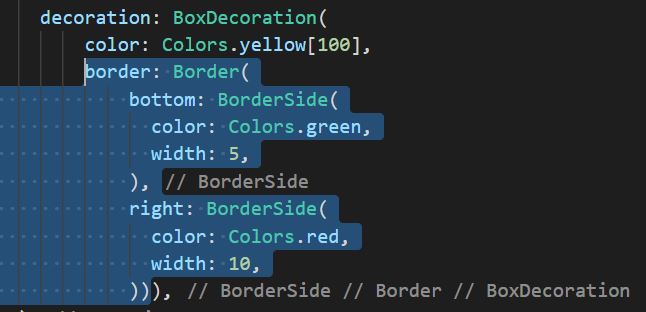 decoration: BoxDecoration(
color: Colors.yellow[100],
border: Border(
bottom: BorderSide(
color: Colors.green,
width: 5,
), // BorderSide
right: BorderSide(
color: Colors.red,
width: 10,
))), // BorderSide // Border // BoxDecoration